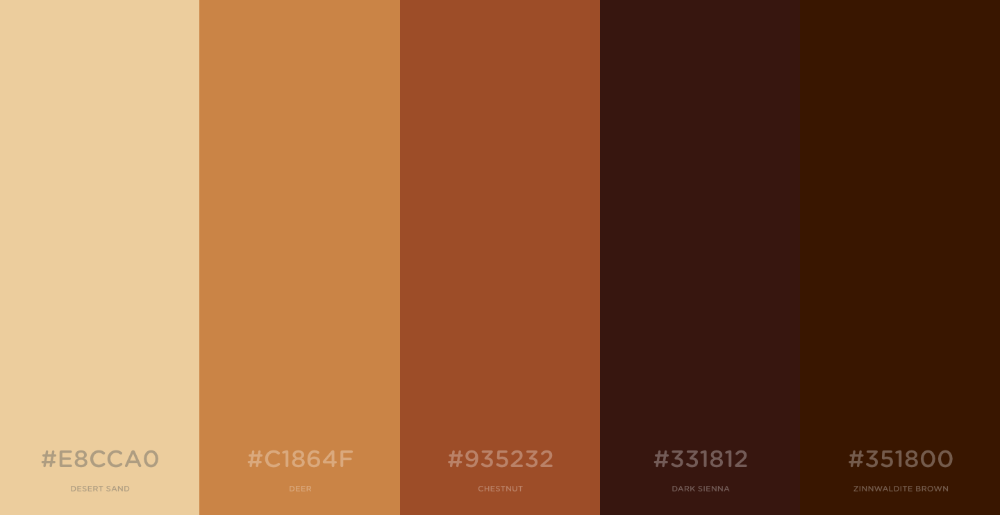 #E8CCA0
DESERT SAND
#C1864F
DEER
#935232
CHESTNUT
#331812
DARK SIENNA
#351800
ZINNWALDITE BROWN